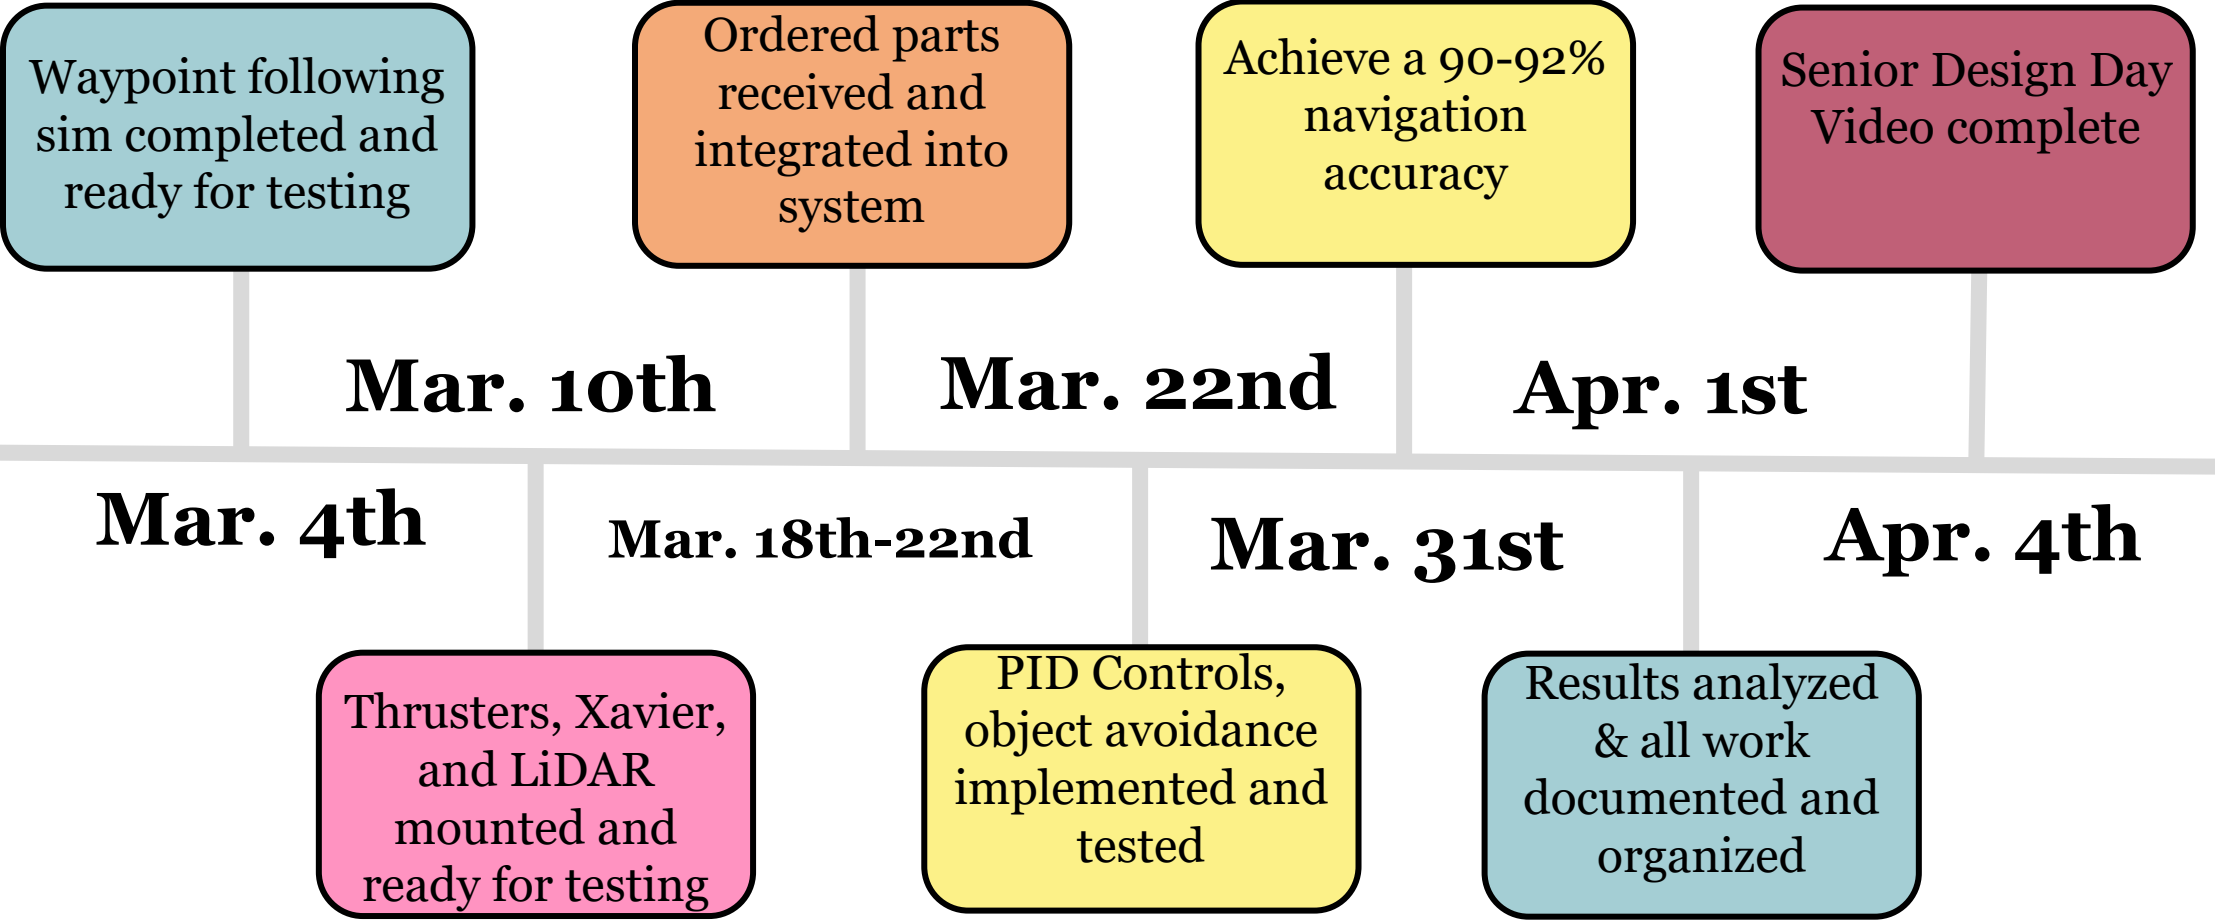 Waypoint following
sim completed and
ready for testing
Ordered parts
received and
integrated into
system
Achieve a 90-92%
navigation
accuracy
Senior Design Day
Video complete
Mar. 10th
Mar. 22nd
Apr. 1st
Mar. 4th
Mar. 18th-22nd
Mar. 31st
Apr. 4th
Thrusters, Xavier,
and LiDAR
mounted and
ready for testing
PID Controls,
object avoidance
implemented and
tested
Results analyzed
& all work
documented and
organized